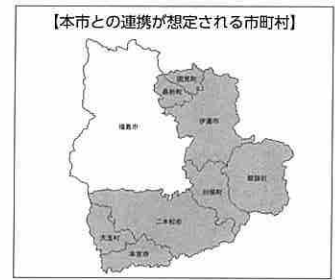 【本市との連携が想定される市町村】
国見町
桑折町
伊達市
福島市
川俣町
飯舘村
二本松市
大玉村
本宮市